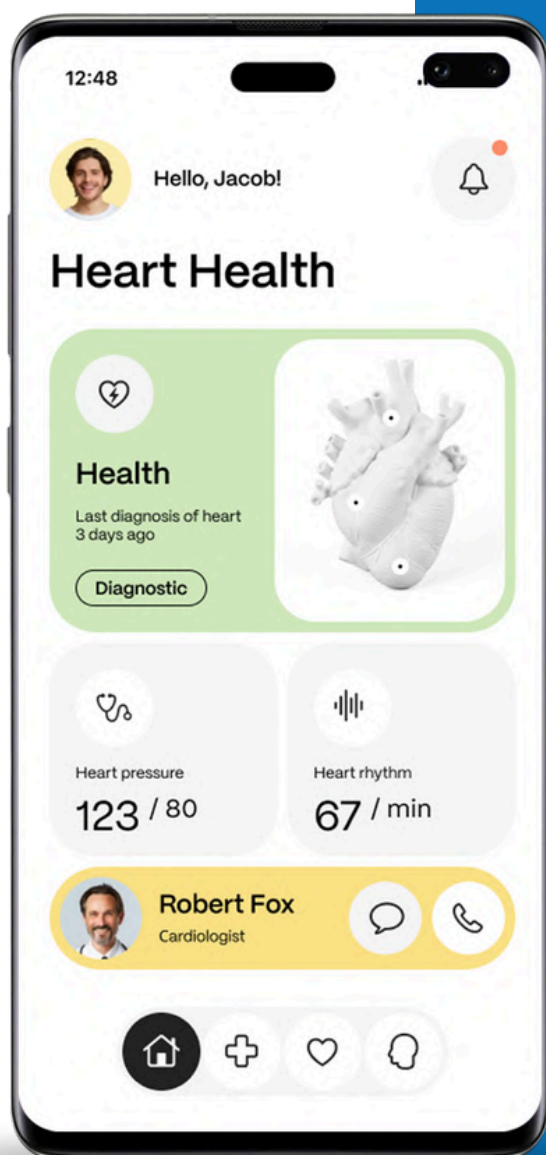 12:48
Hello, Jacob!
Heart Health
Health
Last diagnosis of heart
3 days ago
Diagnostic
Heart pressure
123 / 80
Heart rhythm
67 / min
Robert Fox
Cardiologist